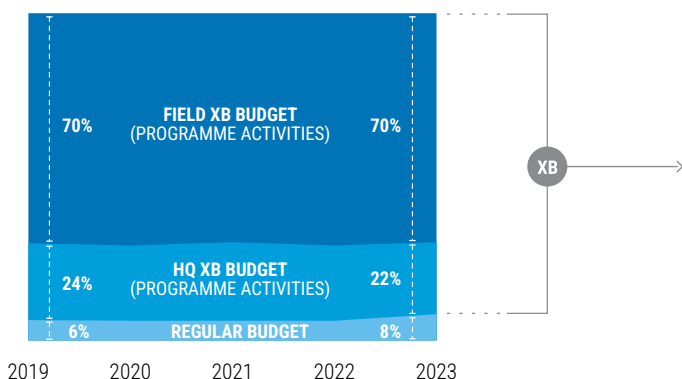 FIELD XB BUDGET
70% (PROGRAMME ACTIVITIES) 70%
XB
HQ XB BUDGET
24% (PROGRAMME ACTIVITIES) 22%
6% REGULAR BUDGET 8%
2019 2020 2021 2022 2023